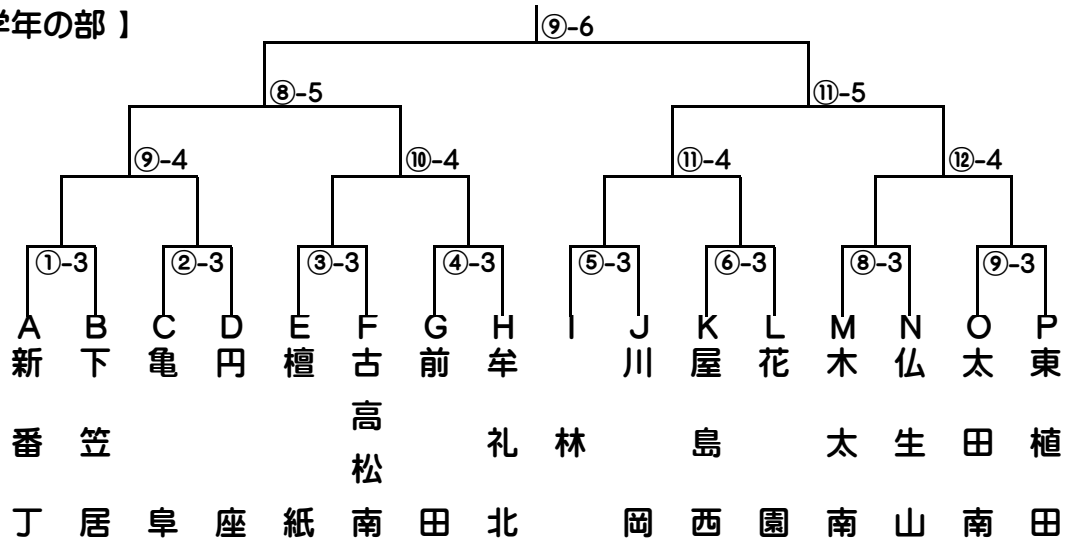 学年の部 】
⑨-6
⑧-5
⑪-5
⑨-4
⑩-4
⑪-4
⑫-4
①-3
②-3
③-3
④-3
⑤-3
⑥-3
⑧-3
⑨-3
A
新番丁
B
下笠居
C
亀阜
D
円座
E
檀紙
F
古高松南
G
前田
H
牟礼北
I
林
J
川岡
K
屋島西
L
花園
M
木太南
N
仏生山
O
太田南
P
東植田